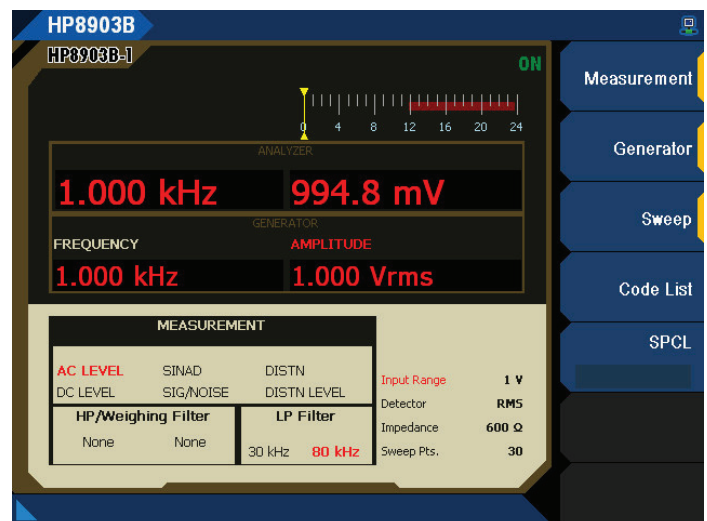 HP8903B
HP8903B-1
ON
0 4 8 12 16 20 24
ANALYZER
1.000 kHz 994.8 mV
GENERATOR
FREQUENCY AMPLITUDE
1.000 kHz 1.000 Vrms
MEASUREMENT
AC LEVEL SINAD DISTN
DC LEVEL SIG/NOISE DISTN LEVEL
HP/Weighing Filter LP Filter
None None 30 kHz 80 kHz
Input Range 1 V
Detector RMS
Impedance 600 Ω
Sweep Pts. 30
Measurement
Generator
Sweep
Code List
SPCL